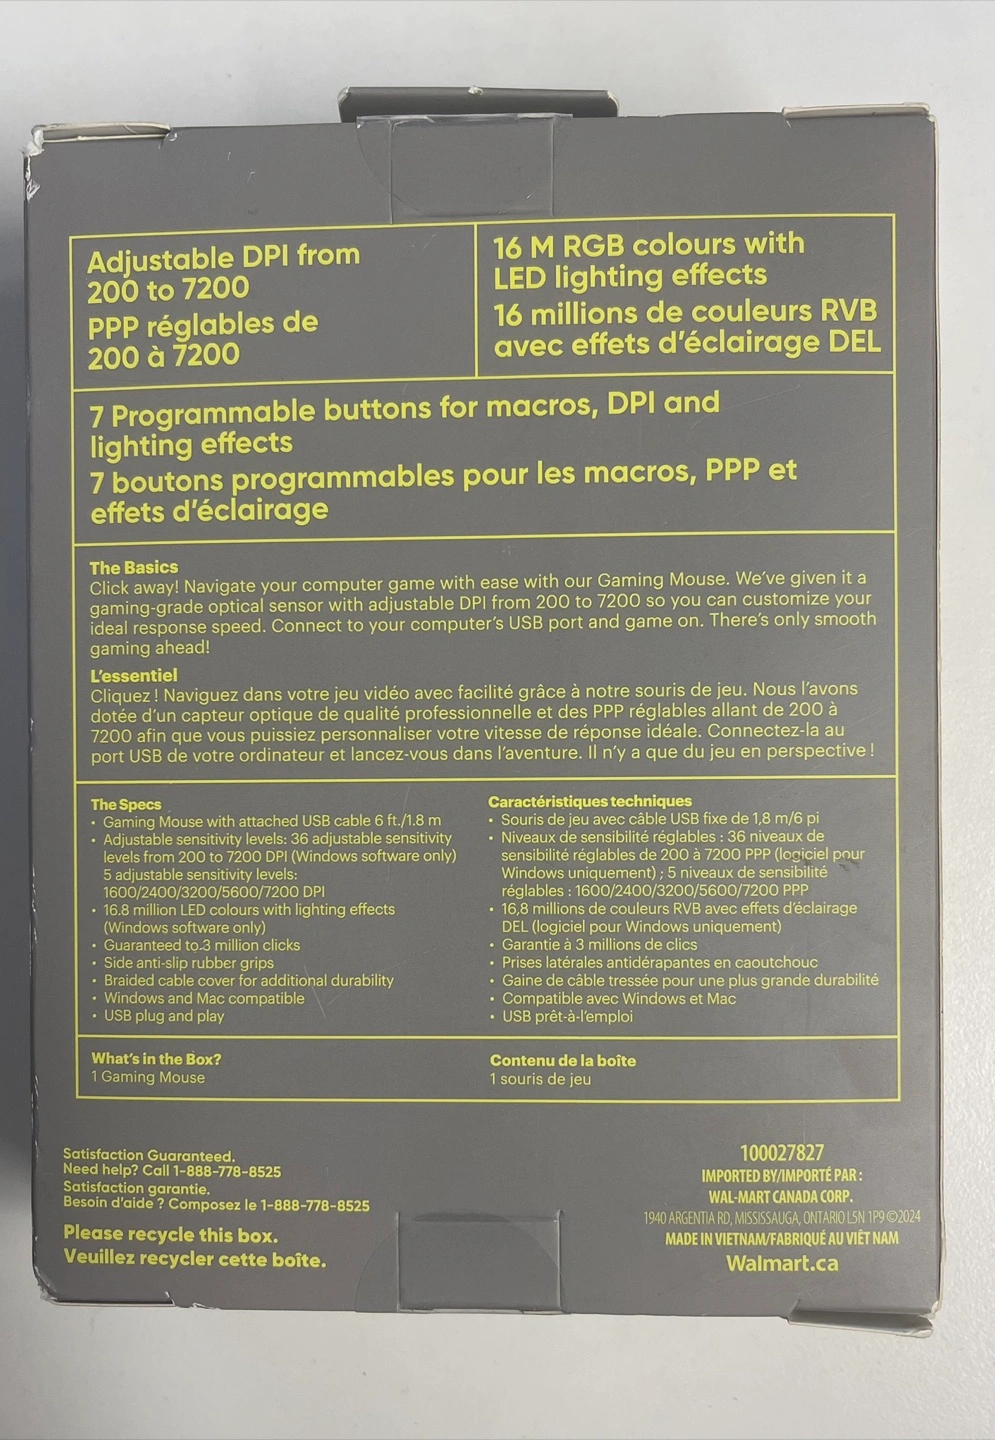 Adjustable DPI from
200 to 7200
PPP réglables de
200 à 7200
16 M RGB colours with
LED lighting effects
16 millions de couleurs RVB
avec effets d'éclairage DEL
7 Programmable buttons for macros, DPI and
lighting effects
7 boutons programmables pour les macros, PPP et
effets d'éclairage
The Basics
Click away! Navigate your computer game with ease with our Gaming Mouse. We've given it a
gaming-grade optical sensor with adjustable DPI from 200 to 7200 so you can customize your
ideal response speed. Connect to your computer's USB port and game on. There's only smooth
gaming ahead!
L'essentiel
Cliquez ! Naviguez dans votre jeu vidéo avec facilité grâce à notre souris de jeu. Nous l'avons
dotée d'un capteur optique de qualité professionnelle et des PPP réglables allant de 200 à
7200 afin que vous puissiez personnaliser votre vitesse de réponse idéale. Connectez-la au
port USB de votre ordinateur et lancez-vous dans l'aventure. Il n'y a que du jeu en perspective !
The Specs
• Gaming Mouse with attached USB cable 6 ft./1.8 m
• Adjustable sensitivity levels: 36 adjustable sensitivity
levels from 200 to 7200 DPI (Windows software only)
5 adjustable sensitivity levels:
1600/2400/3200/5600/7200 DPI
• 16.8 million LED colours with lighting effects
(Windows software only)
• Guaranteed to 3 million clicks
• Side anti-slip rubber grips
• Braided cable cover for additional durability
• Windows and Mac compatible
• USB plug and play
Caractéristiques techniques
• Souris de jeu avec câble USB fixe de 1,8 m/6 pi
• Niveaux de sensibilité réglables : 36 niveaux de
sensibilité réglables de 200 à 7200 PPP (logiciel pour
Windows uniquement) ; 5 niveaux de sensibilité
réglables : 1600/2400/3200/5600/7200 PPP
• 16,8 millions de couleurs RVB avec effets d'éclairage
DEL (logiciel pour Windows uniquement)
• Garantie à 3 millions de clics
• Prises latérales antidérapantes en caoutchouc
• Gaine de câble tressée pour une plus grande durabilité
• Compatible avec Windows et Mac
• USB prêt-à-l'emploi
What's in the Box?
1 Gaming Mouse
Contenu de la boîte
1 souris de jeu
Satisfaction Guaranteed.
Need help? Call 1-888-778-8525
Satisfaction garantie.
Besoin d'aide ? Composez le 1-888-778-8525
Please recycle this box.
Veuillez recycler cette boîte.
100027827
IMPORTED BY/IMPORTÉ PAR :
WAL-MART CANADA CORP.
1940 ARGENTIA RD, MISSISSAUGA, ONTARIO L5N 1P9 ©2024
MADE IN VIETNAM/FABRIQUÉ AU VIÊT NAM
Walmart.ca